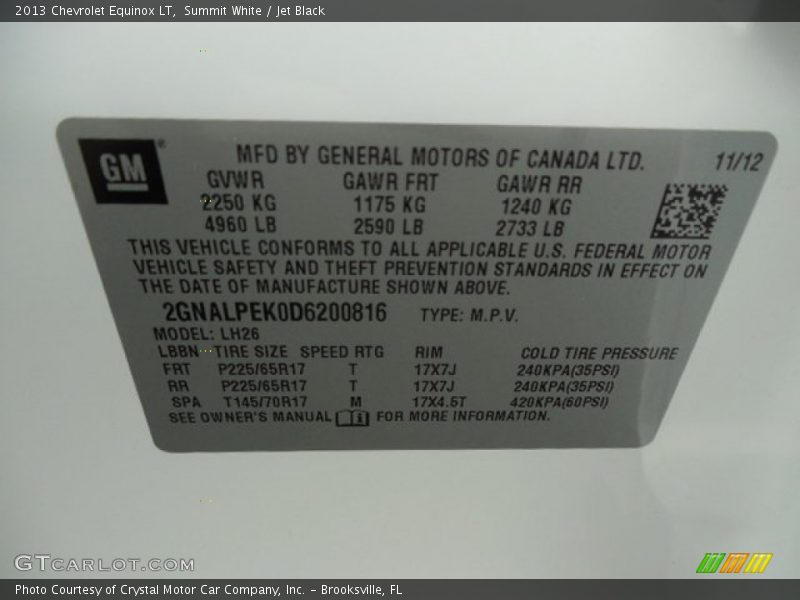 2013 Chevrolet Equinox LT,  Summit White / Jet Black
GM ® MFD BY GENERAL MOTORS OF CANADA LTD. 11/12
GVWR GAWR FRT GAWR RR
2250 KG 1175 KG 1240 KG
4960 LB 2590 LB 2733 LB
THIS VEHICLE CONFORMS TO ALL APPLICABLE U.S. FEDERAL MOTOR
VEHICLE SAFETY AND THEFT PREVENTION STANDARDS IN EFFECT ON
THE DATE OF MANUFACTURE SHOWN ABOVE.
2GNALPEK0D6200816 TYPE: M.P.V.
MODEL: LH26
LBBN TIRE SIZE SPEED RTG RIM COLD TIRE PRESSURE
FRT P225/65R17 T 17X7J 240KPA(35PSI)
RR P225/65R17 T 17X7J 240KPA(35PSI)
SPA T145/70R17 M 17X4.5T 420KPA(60PSI)
SEE OWNER'S MANUAL FOR MORE INFORMATION.
GTCARLOT.COM
Photo Courtesy of Crystal Motor Car Company, Inc. – Brooksville, FL